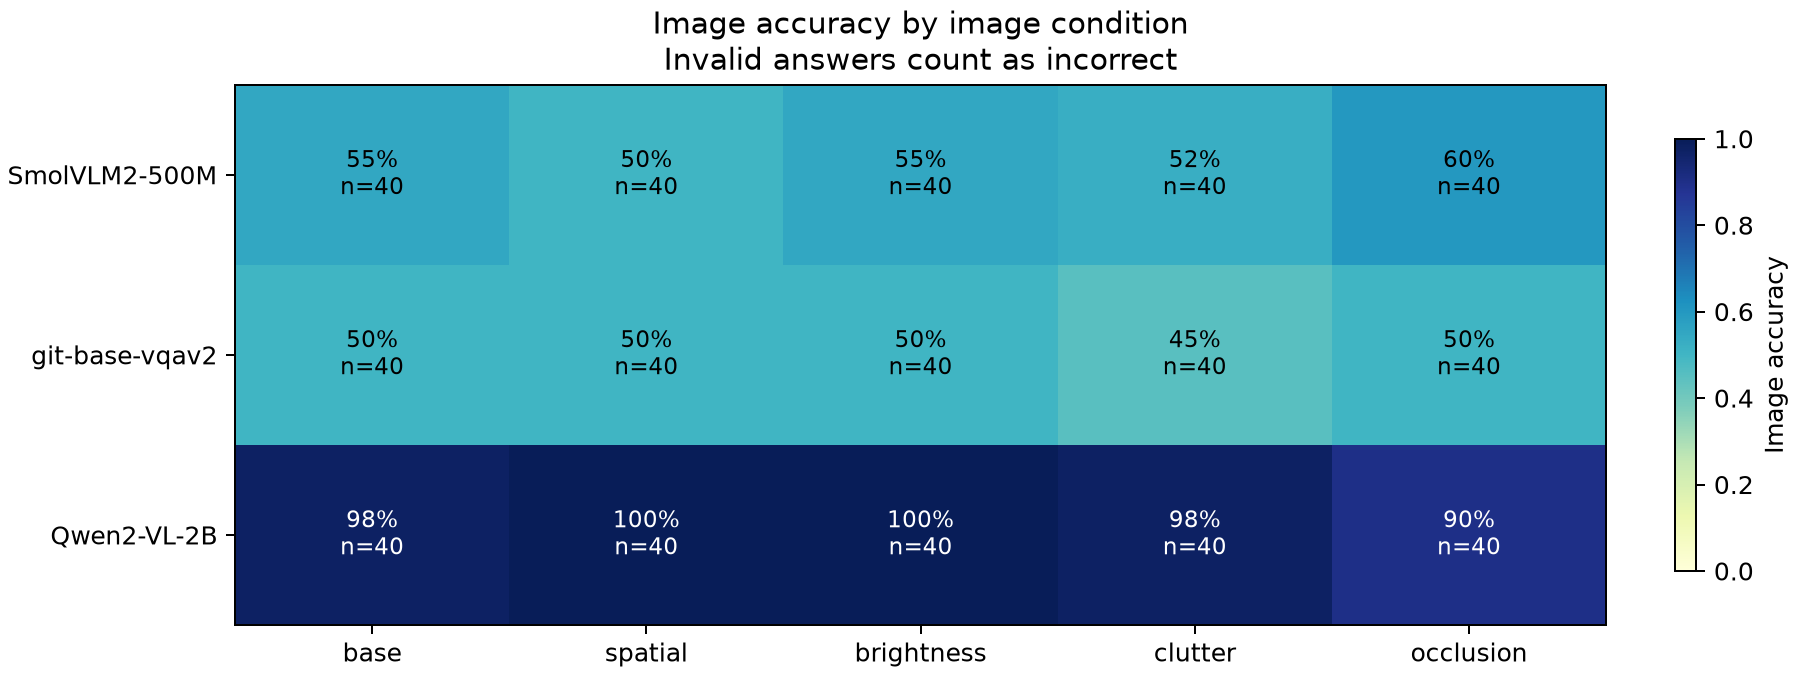 Image accuracy by image condition
Invalid answers count as incorrect
SmolVLM2-500M
55%
n=40
50%
n=40
55%
n=40
52%
n=40
60%
n=40
git-base-vqav2
50%
n=40
50%
n=40
50%
n=40
45%
n=40
50%
n=40
Qwen2-VL-2B
98%
n=40
100%
n=40
100%
n=40
98%
n=40
90%
n=40
base
spatial
brightness
clutter
occlusion
1.0
0.8
0.6
0.4
0.2
0.0
Image accuracy